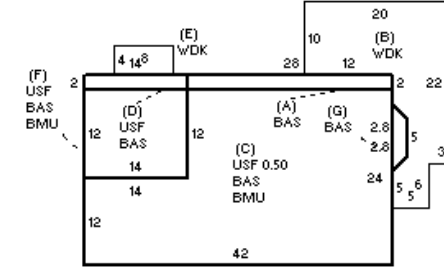 20
(E)
WDK
10
(B)
WDK
4 14 8
28
12
(F)
USF
BAS
BMU
2
2
22
(D)
USF
BAS
(A)
BAS
(G)
BAS
12
12
2.8
5
2.8
(C)
USF 0.50
BAS
BMU
3
14
14
24
5 6
5
12
42